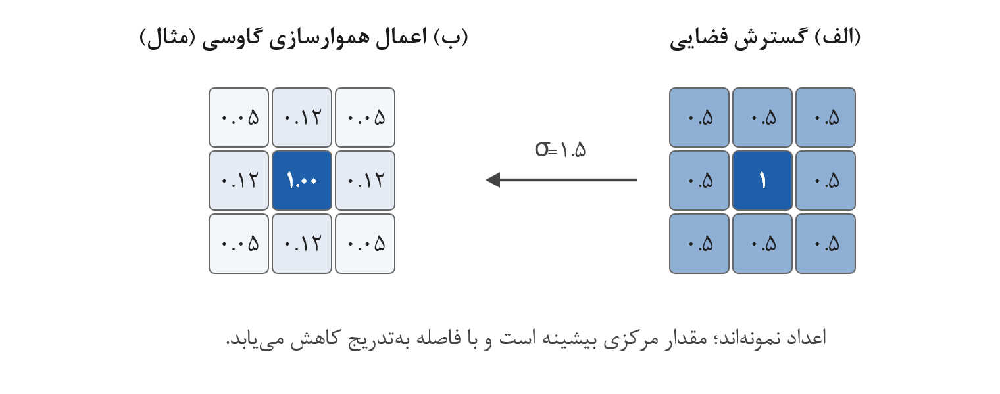 (الف) گسترش فضایی
۰.۵ ۰.۵ ۰.۵
۰.۵ ۱ ۰.۵
۰.۵ ۰.۵ ۰.۵
σ=۱.۵
(ب) اعمال هموارسازی گاوسی (مثال)
۰.۰۵ ۰.۱۲ ۰.۰۵
۰.۱۲ ۱.۰۰ ۰.۱۲
۰.۰۵ ۰.۱۲ ۰.۰۵
اعداد نمونه‌اند؛ مقدار مرکزی بیشینه است و با فاصله به‌تدریج کاهش می‌یابد.